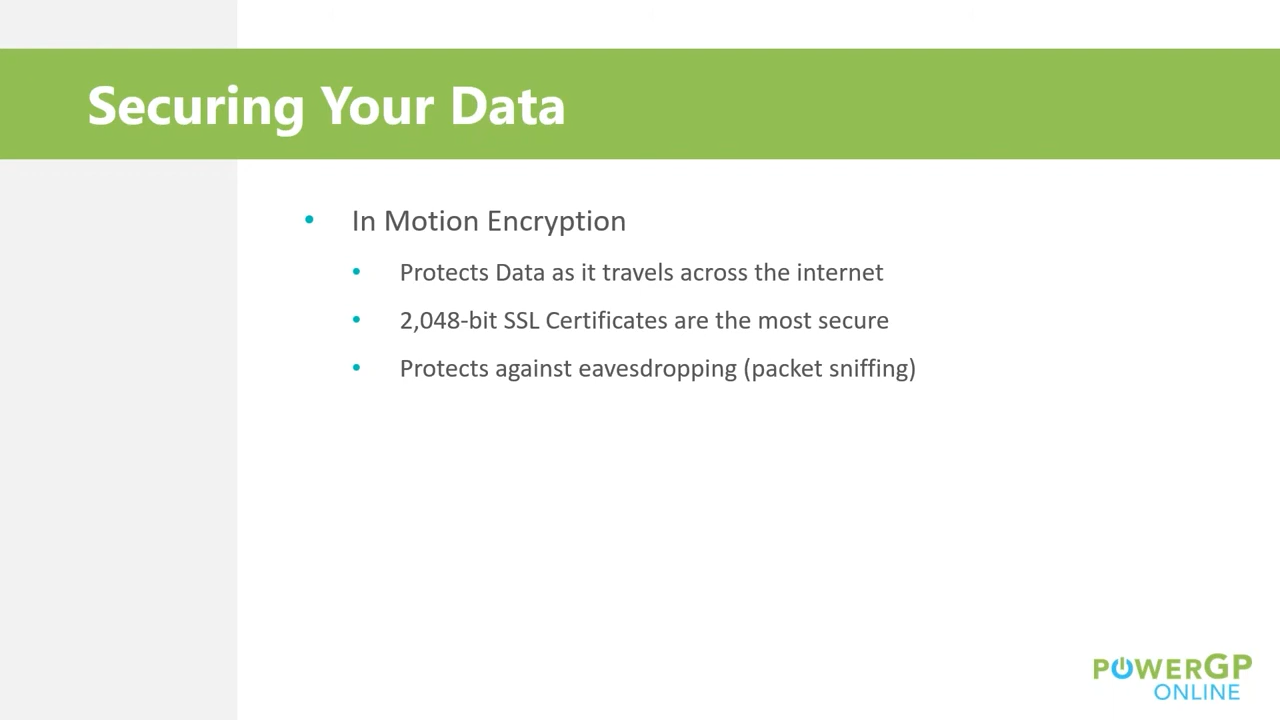 Securing Your Data
• In Motion Encryption
• Protects Data as it travels across the internet
• 2,048-bit SSL Certificates are the most secure
• Protects against eavesdropping (packet sniffing)
POWERGP
ONLINE